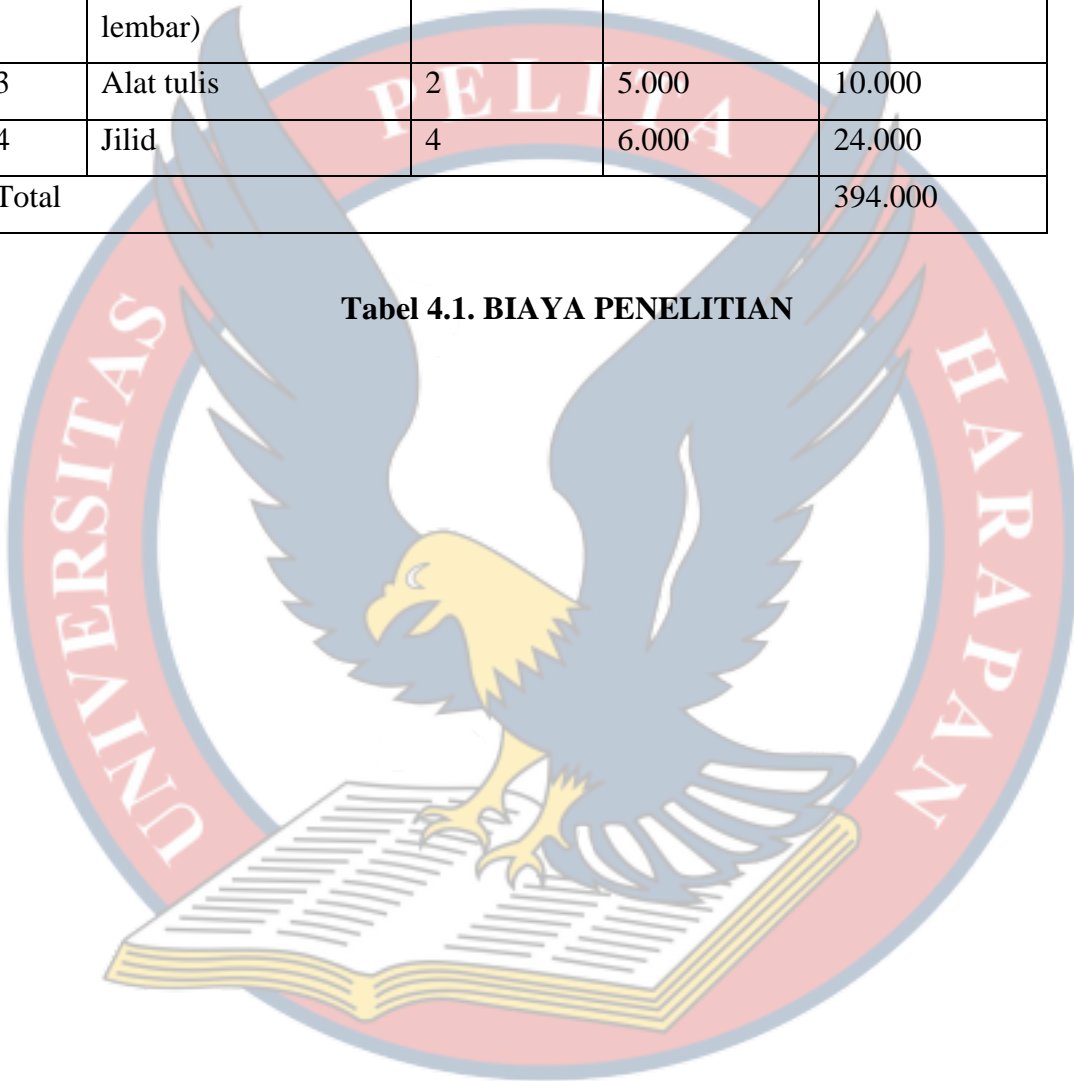 lembar)
3 Alat tulis 2 5.000 10.000
4 Jilid 4 6.000 24.000
Total 394.000
Tabel 4.1. BIAYA PENELITIAN
UNIVERSITAS PELITA HARAPAN